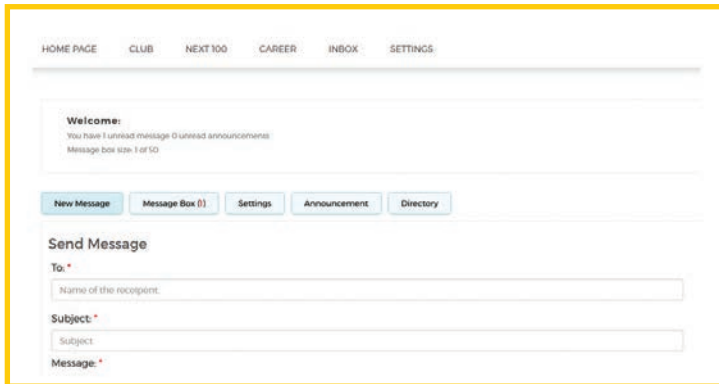 HOME PAGE CLUB NEXT 100 CAREER INBOX SETTINGS
Welcome:
You have 1 unread message 0 unread announcements
Message box size: 1 of 50
New Message Message Box (1) Settings Announcement Directory
Send Message
To: *
Name of the receipent.
Subject: *
Subject
Message: *